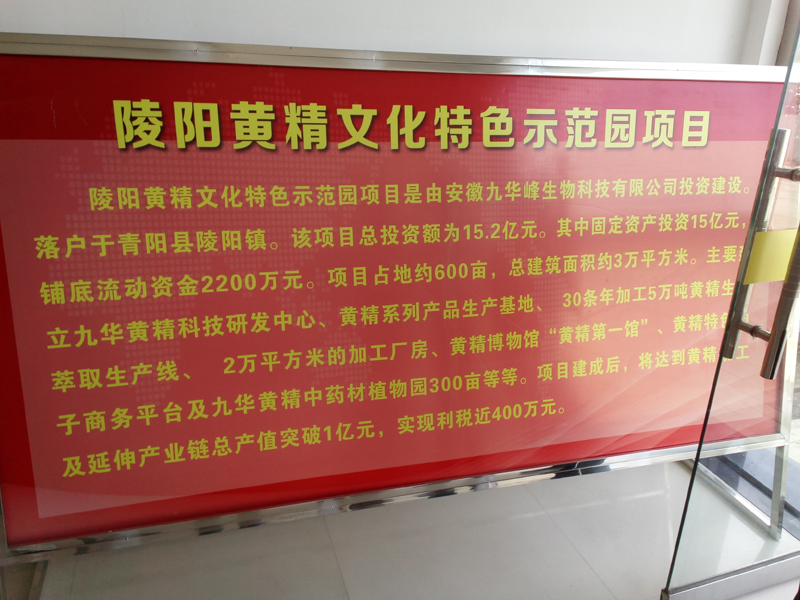 陵阳黄精文化特色示范园项目
陵阳黄精文化特色示范园项目是由安徽九华峰生物科技有限公司投资建设。
落户于青阳县陵阳镇。该项目总投资额为15.2亿元。其中固定资产投资15亿元，
铺底流动资金2200万元。项目占地约600亩，总建筑面积约3万平方米。主要
立九华黄精科技研发中心、黄精系列产品生产基地、 30条年加工5万吨黄精生
萃取生产线、 2万平方米的加工厂房、黄精博物馆“黄精第一馆”、黄精特色
子商务平台及九华黄精中药材植物园300亩等等。项目建成后，将达到黄精 工
及延伸产业链总产值突破1亿元，实现利税近400万元。